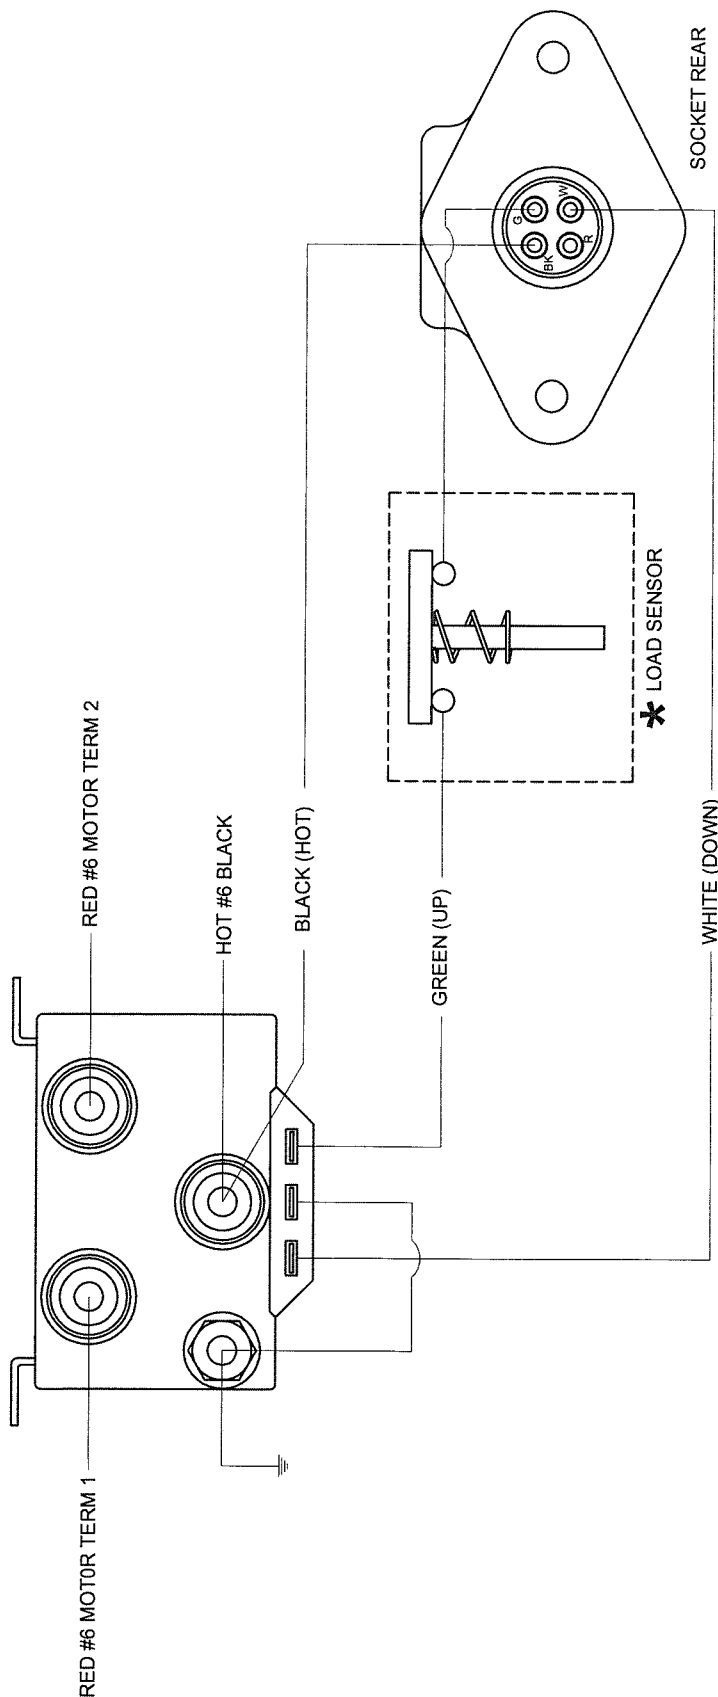 RED #6 MOTOR TERM 1
RED #6 MOTOR TERM 2
HOT #6 BLACK
BLACK (HOT)
GREEN (UP)
WHITE (DOWN)
* LOAD SENSOR
G
W
BK
R
SOCKET REAR